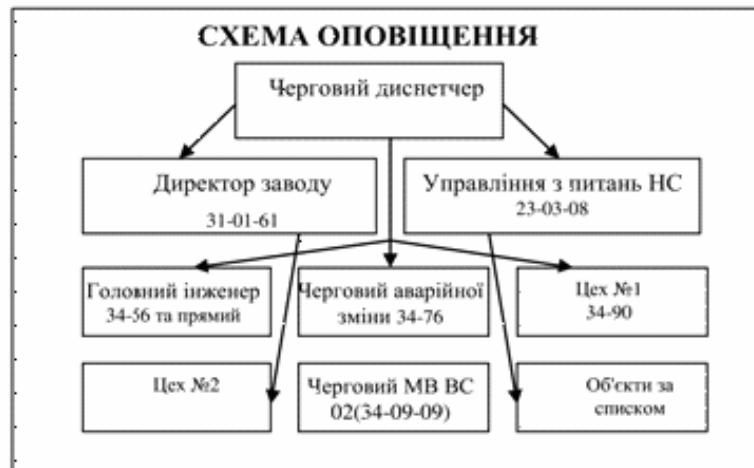 СХЕМА ОПОВІЩЕННЯ
Черговий диспетчер
Директор заводу
31-01-61
Управління з питань НС
23-03-08
Головний інженер
34-56 та прямий
Черговий аварійної
зміни 34-76
Цех №1
34-90
Цех №2
Черговий МВ ВС
02(34-09-09)
Об'єкти за
списком